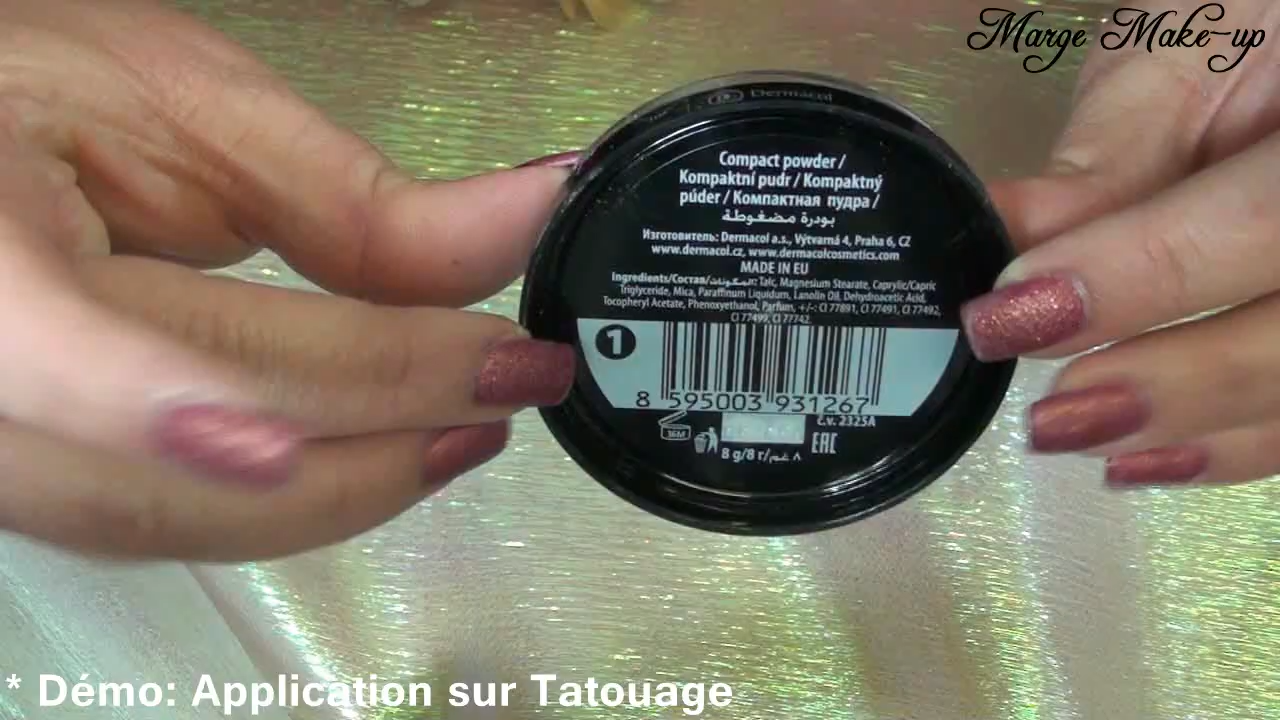 Marge Make-up
Dermacol
Compact powder /
Kompaktní pudr / Kompaktný
púder / Компактная пудра /
بودرة مضغوطة
Изготовитель: Dermacol a.s., Výtvarná 4, Praha 6, CZ
www.dermacol.cz, www.dermacolcosmetics.com
MADE IN EU
Ingredients/Состав/المكونات: Talc, Magnesium Stearate, Caprylic/Capric
Triglyceride, Mica, Paraffinum Liquidum, Lanolin Oil, Dehydroacetic Acid,
Tocopheryl Acetate, Phenoxyethanol, Parfum, +/-: CI 77891, CI 77491, CI 77492,
CI 77499, CI 77742
1
8 595003 931267
č.v. 2325A
36M
8 g/8 г/٨ غم
EAC
* Démo: Application sur Tatouage